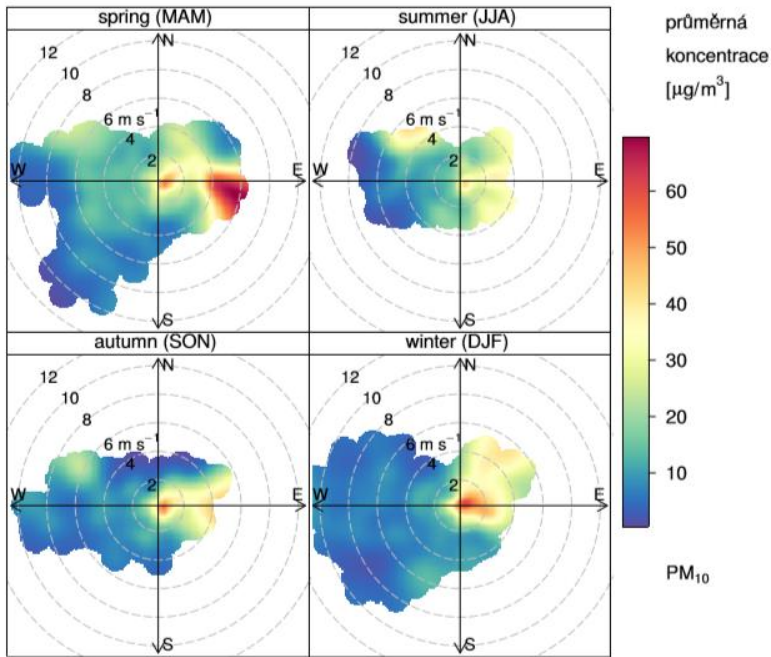 spring (MAM)
N
12
10
8
6 m s⁻¹
4
2
W
E
S
summer (JJA)
N
12
10
8
6 m s⁻¹
4
2
W
E
S
autumn (SON)
N
12
10
8
6 m s⁻¹
4
2
W
E
S
winter (DJF)
N
12
10
8
6 m s⁻¹
4
2
W
E
S
průměrná
koncentrace
[µg/m³]
60
50
40
30
20
10
PM₁₀